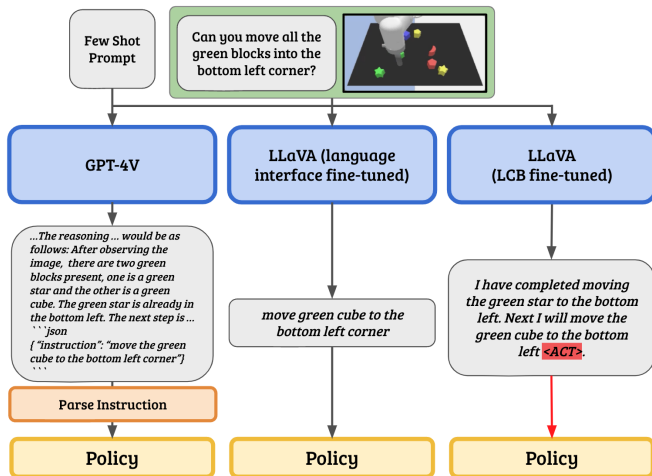 Few Shot
Prompt
Can you move all the
green blocks into the
bottom left corner?
GPT-4V
LLaVA (language
interface fine-tuned)
LLaVA
(LCB fine-tuned)
...The reasoning ... would be as
follows: After observing the
image, there are two green
blocks present, one is a green
star and the other is a green
cube. The green star is already in
the bottom left. The next step is ...
```json
{ "instruction": "move the
green cube to the bottom left corner"}
```
move green cube to the
bottom left corner
I have completed moving
the green star to the bottom
left. Next I will move the
green cube to the bottom
left <ACT>.
Parse Instruction
Policy
Policy
Policy